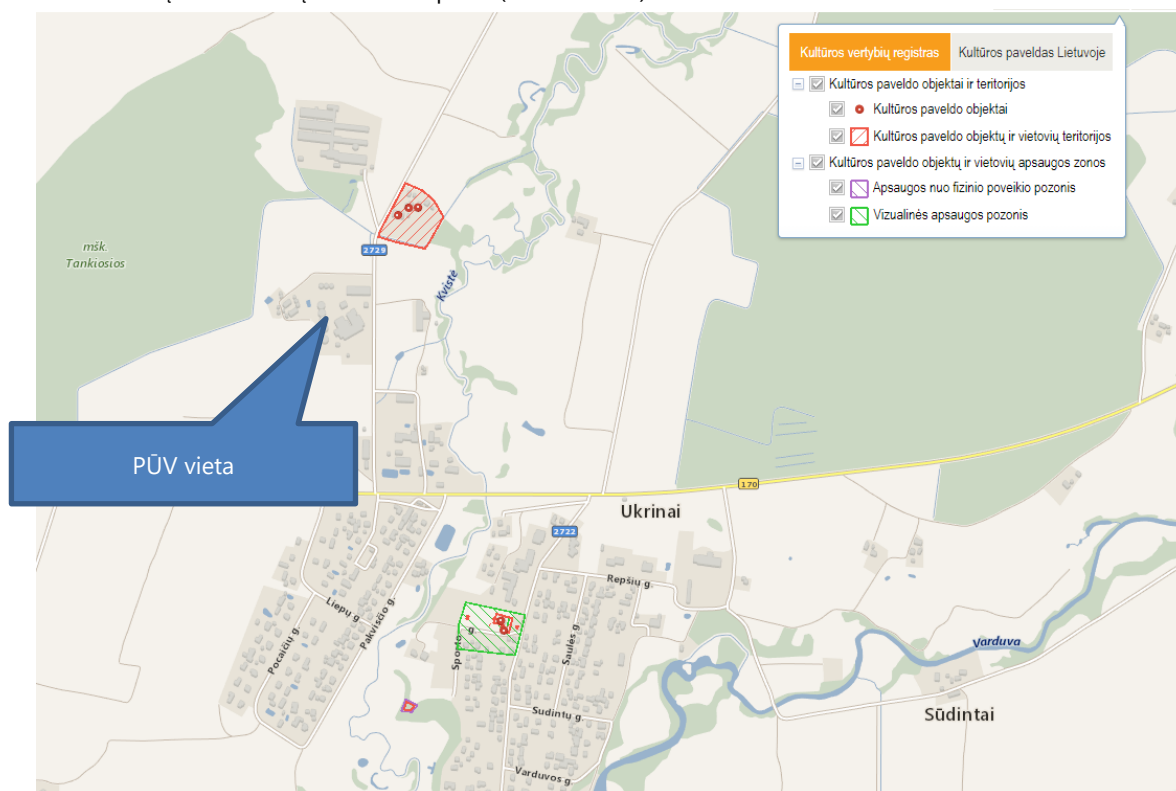 Kultūros vertybių registras
Kultūros paveldas Lietuvoje
Kultūros paveldo objektai ir teritorijos
Kultūros paveldo objektai
Kultūros paveldo objektų ir vietovių teritorijos
Kultūros paveldo objektų ir vietovių apsaugos zonos
Apsaugos nuo fizinio poveikio pozonis
Vizualinės apsaugos pozonis
mšk.
Tankiosios
2729
Kvistė
PŪV vieta
170
Ukrinai
2722
Repšių g.
Liepų g.
Pakvisčio g.
Pocaičių g.
Sporto g.
Saulės g.
Varduva
Sūdintai
Sudintų g.
Varduvos g.